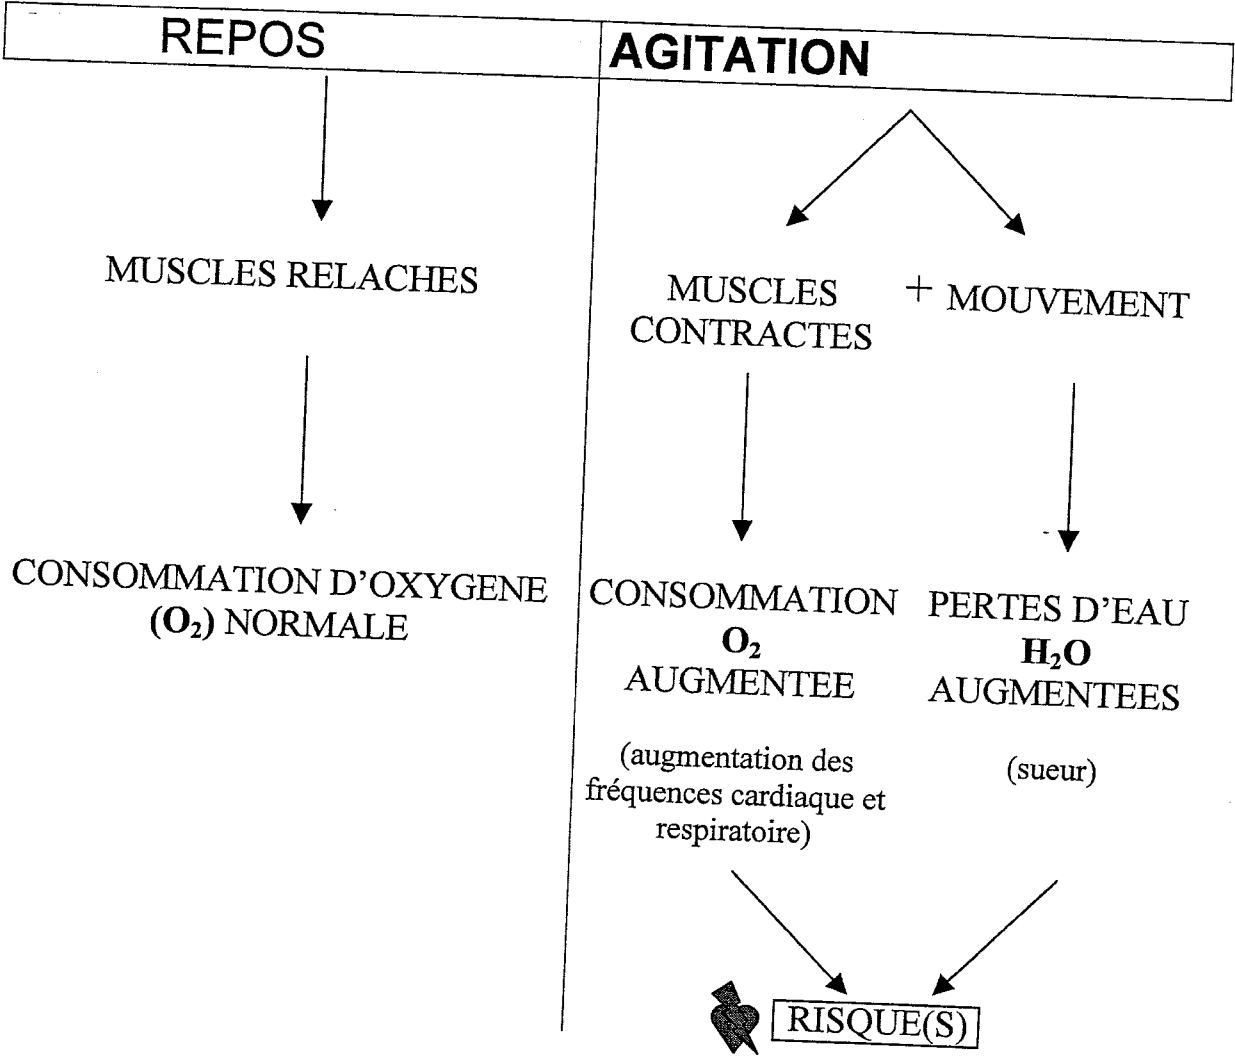 REPOS
AGITATION
MUSCLES RELACHES
MUSCLES
CONTRACTES
+ MOUVEMENT
CONSOMMATION D'OXYGENE
(O₂) NORMALE
CONSOMMATION
O₂
AUGMENTEE
(augmentation des
fréquences cardiaque et
respiratoire)
PERTES D'EAU
H₂O
AUGMENTEES
(sueur)
RISQUE(S)